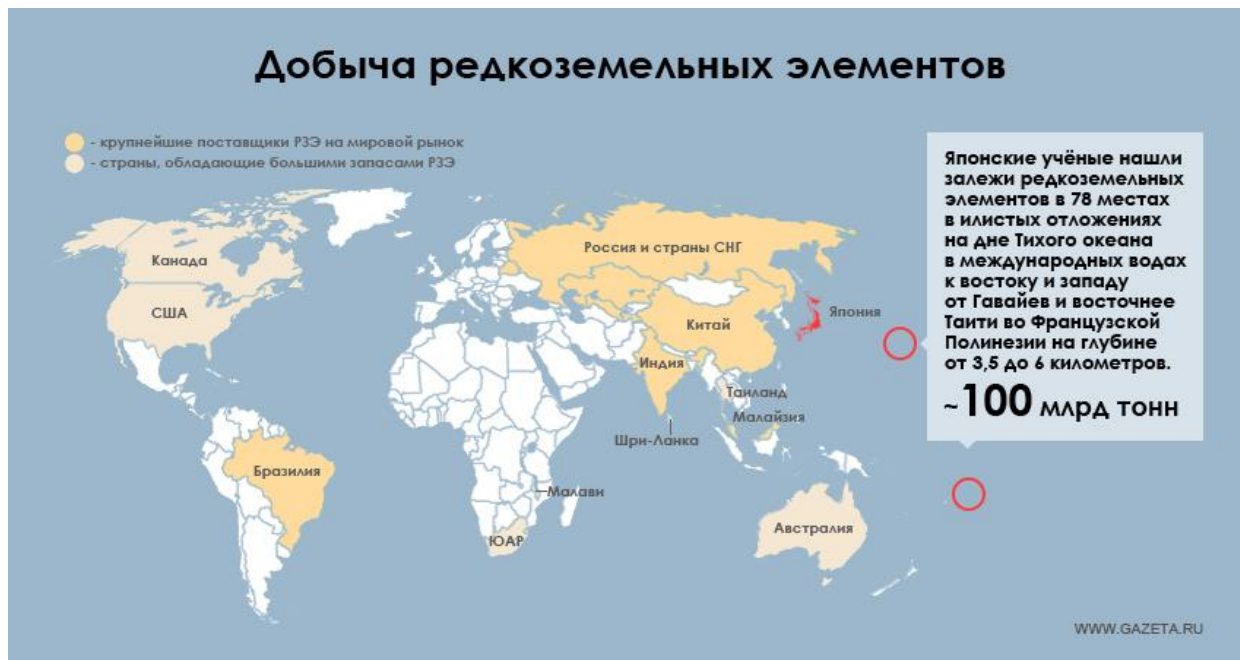 Добыча редкоземельных элементов
- крупнейшие поставщики РЗЭ на мировой рынок
- страны, обладающие большими запасами РЗЭ
Японские учёные нашли
залежи редкоземельных
элементов в 78 местах
в илистых отложениях
на дне Тихого океана
в международных водах
к востоку и западу
от Гавайев и восточнее
Таити во Французской
Полинезии на глубине
от 3,5 до 6 километров.
~100 млрд тонн
Россия и страны СНГ
Канада
США
Китай
Япония
Индия
Таиланд
Малайзия
Шри-Ланка
Бразилия
Малави
Австралия
ЮАР
WWW.GAZETA.RU